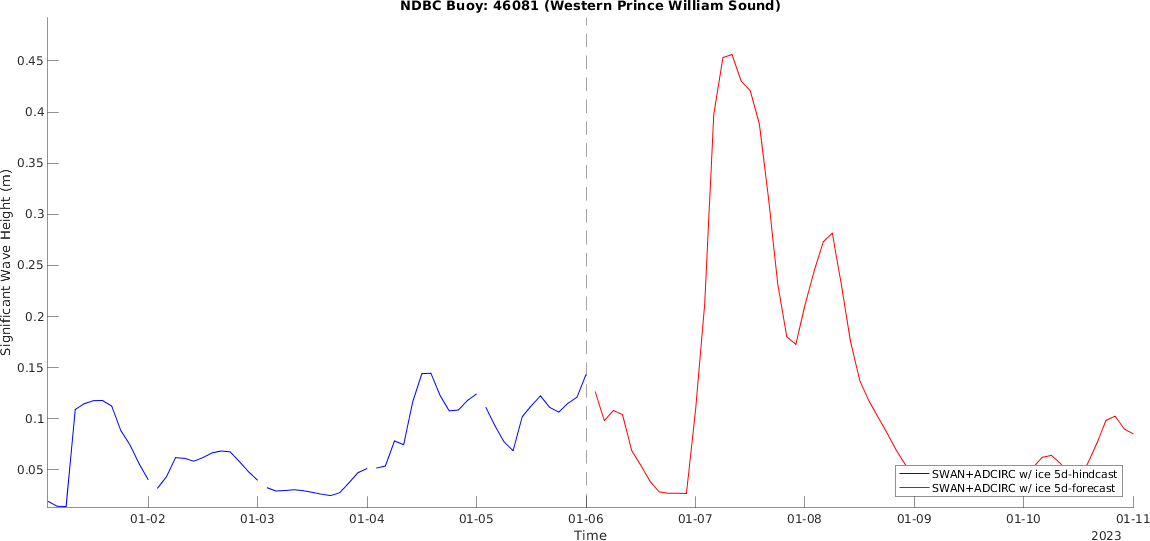 NDBC Buoy: 46081 (Western Prince William Sound)
0.45
0.4
0.35
0.3
0.25
0.2
0.15
0.1
0.05
Significant Wave Height (m)
SWAN+ADCIRC w/ ice 5d-hindcast
SWAN+ADCIRC w/ ice 5d-forecast
01-02 01-03 01-04 01-05 01-06 01-07 01-08 01-09 01-10 01-11
Time
2023